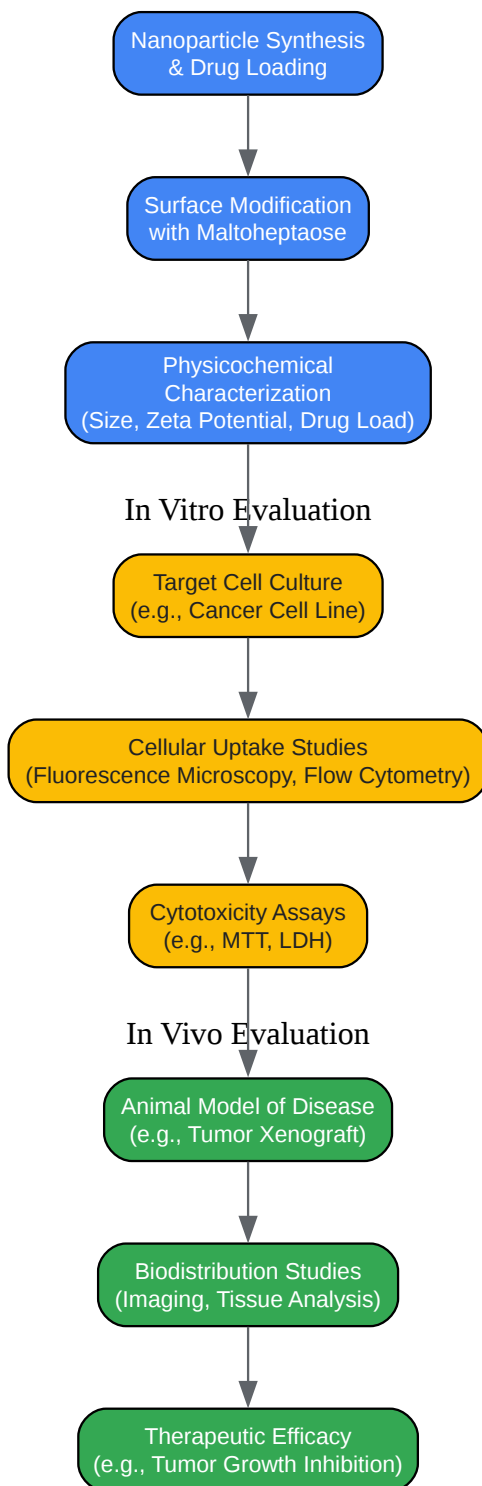 Nanoparticle Synthesis
& Drug Loading
Surface Modification
with Maltoheptaose
Physicochemical
Characterization
(Size, Zeta Potential, Drug Load)
In Vitro Evaluation
Target Cell Culture
(e.g., Cancer Cell Line)
Cellular Uptake Studies
(Fluorescence Microscopy, Flow Cytometry)
Cytotoxicity Assays
(e.g., MTT, LDH)
In Vivo Evaluation
Animal Model of Disease
(e.g., Tumor Xenograft)
Biodistribution Studies
(Imaging, Tissue Analysis)
Therapeutic Efficacy
(e.g., Tumor Growth Inhibition)